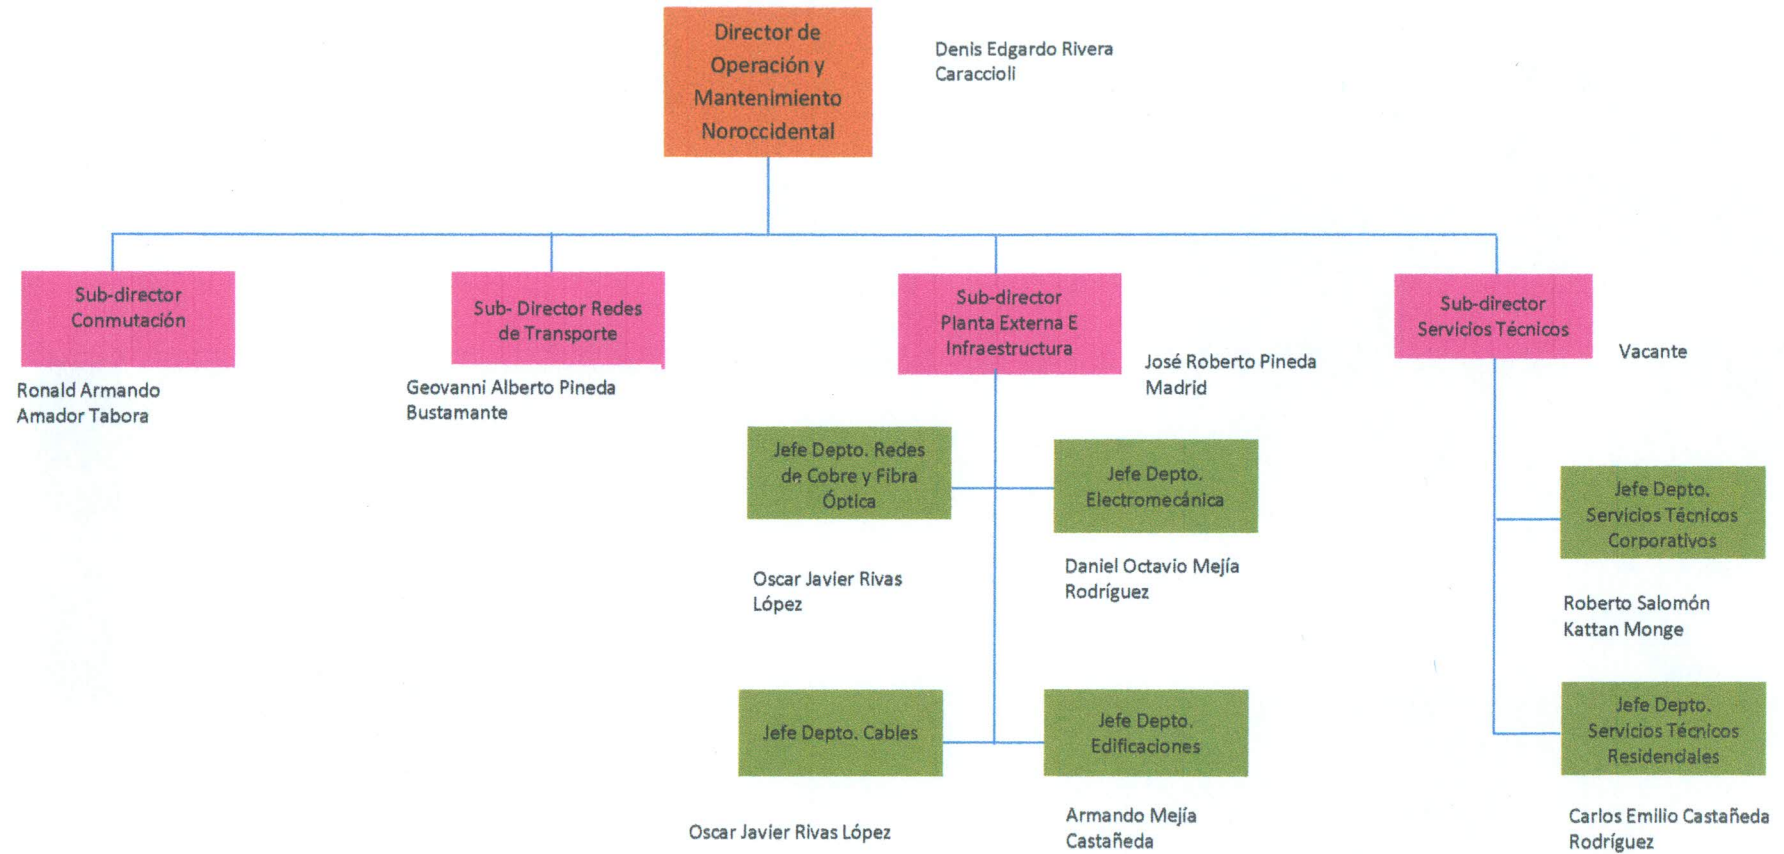 Director de
Operación y
Mantenimiento
Noroccidental
Denis Edgardo Rivera
Caraccioli
Sub-director
Conmutación
Ronald Armando
Amador Tabora
Sub- Director Redes
de Transporte
Geovanni Alberto Pineda
Bustamante
Sub-director
Planta Externa E
Infraestructura
José Roberto Pineda
Madrid
Sub-director
Servicios Técnicos
Vacante
Jefe Depto. Redes
de Cobre y Fibra
Óptica
Oscar Javier Rivas
López
Jefe Depto.
Electromecánica
Daniel Octavio Mejía
Rodríguez
Jefe Depto.
Servicios Técnicos
Corporativos
Roberto Salomón
Kattan Monge
Jefe Depto. Cables
Oscar Javier Rivas López
Jefe Depto.
Edificaciones
Armando Mejía
Castañeda
Jefe Depto.
Servicios Técnicos
Residenciales
Carlos Emilio Castañeda
Rodríguez